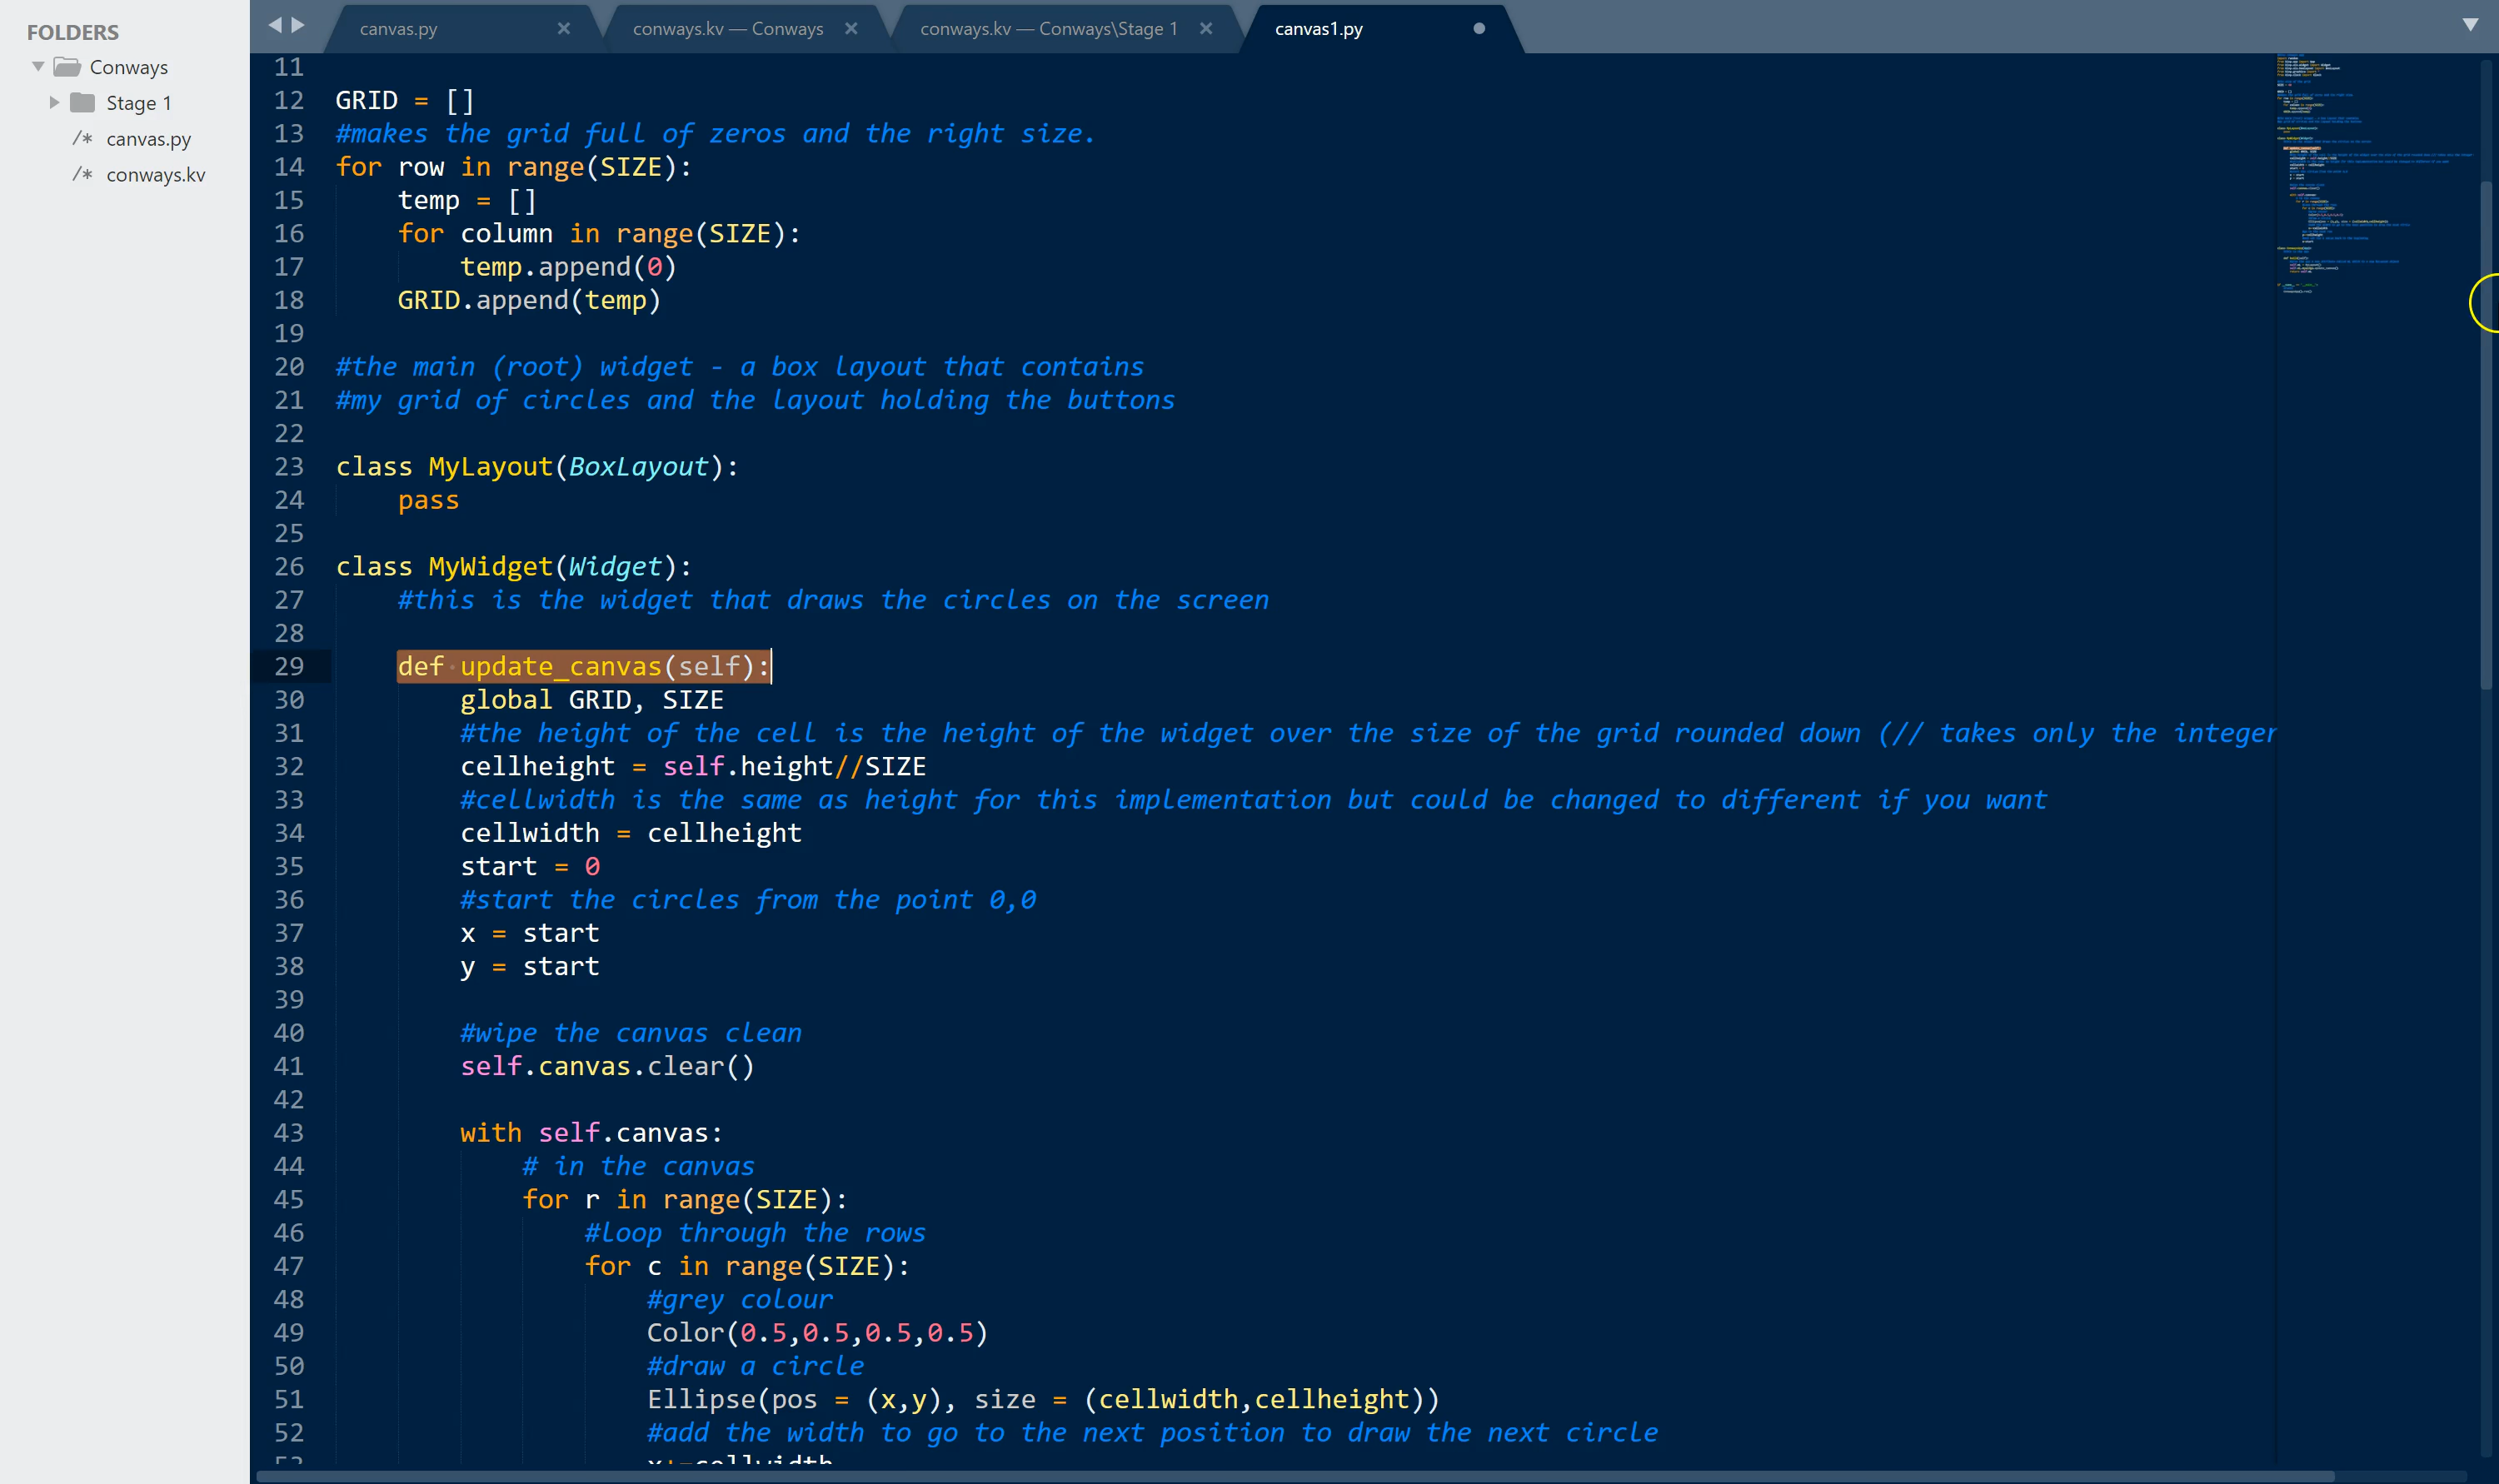 FOLDERS
Conways
Stage 1
/* canvas.py
/* conways.kv
canvas.py ×
conways.kv — Conways ×
conways.kv — Conways\Stage 1 ×
canvas1.py
11
12 GRID = []
13 #makes the grid full of zeros and the right size.
14 for row in range(SIZE):
15     temp = []
16     for column in range(SIZE):
17         temp.append(0)
18     GRID.append(temp)
19
20 #the main (root) widget - a box layout that contains
21 #my grid of circles and the layout holding the buttons
22
23 class MyLayout(BoxLayout):
24     pass
25
26 class MyWidget(Widget):
27     #this is the widget that draws the circles on the screen
28
29     def update_canvas(self):
30         global GRID, SIZE
31         #the height of the cell is the height of the widget over the size of the grid rounded down (// takes only the integer
32         cellheight = self.height//SIZE
33         #cellwidth is the same as height for this implementation but could be changed to different if you want
34         cellwidth = cellheight
35         start = 0
36         #start the circles from the point 0,0
37         x = start
38         y = start
39
40         #wipe the canvas clean
41         self.canvas.clear()
42
43         with self.canvas:
44             # in the canvas
45             for r in range(SIZE):
46                 #loop through the rows
47                 for c in range(SIZE):
48                     #grey colour
49                     Color(0.5,0.5,0.5,0.5)
50                     #draw a circle
51                     Ellipse(pos = (x,y), size = (cellwidth,cellheight))
52                     #add the width to go to the next position to draw the next circle
53                     x+=cellwidth